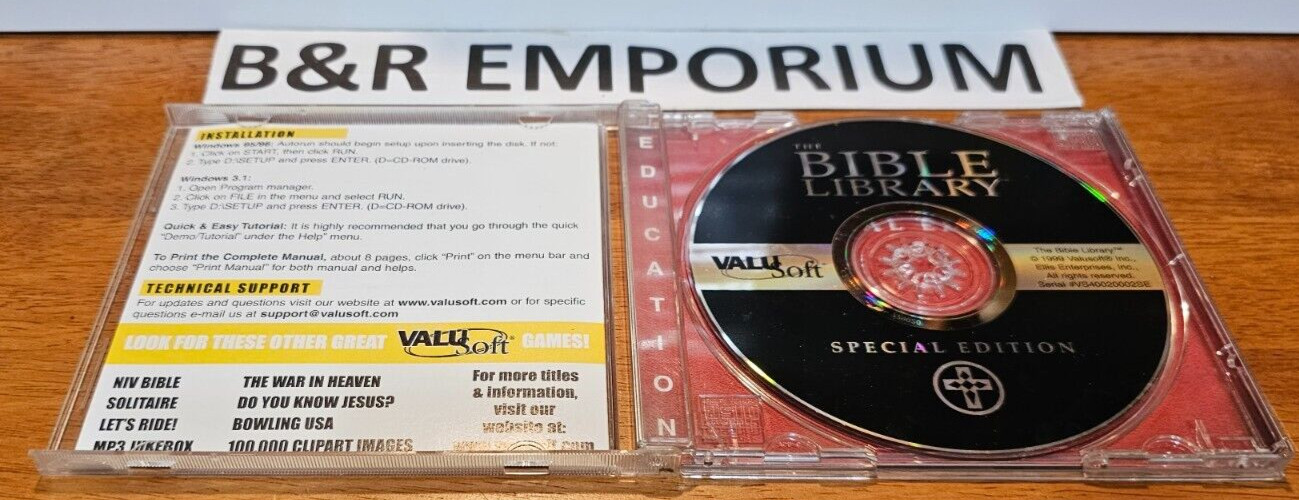 B&R EMPORIUM
INSTALLATION
Windows 95/98: Autorun should begin setup upon inserting the disk. If not:
1. Click on START, then click RUN.
2. Type D:\SETUP and press ENTER. (D=CD-ROM drive).
Windows 3.1:
1. Open Program manager.
2. Click on FILE in the menu and select RUN.
3. Type D:\SETUP and press ENTER. (D=CD-ROM drive).
Quick & Easy Tutorial: It is highly recommended that you go through the quick
"Demo/Tutorial" under the Help" menu.
To Print the Complete Manual, about 8 pages, click "Print" on the menu bar and
choose "Print Manual" for both manual and helps.
TECHNICAL SUPPORT
For updates and questions visit our website at www.valusoft.com or for specific
questions e-mail us at support@valusoft.com
LOOK FOR THESE OTHER GREAT VALUSoft® GAMES!
NIV BIBLE
SOLITAIRE
LET'S RIDE!
MP3 JUKEBOX
THE WAR IN HEAVEN
DO YOU KNOW JESUS?
BOWLING USA
100,000 CLIPART IMAGES
For more titles
& information,
visit our
website at:
EDUCATION
THE
BIBLE
LIBRARY
VALUSoft
The Bible Library™
© 1999 Valusoft® Inc.,
Ellis Enterprises, Inc.,
All rights reserved.
Serial #VS40020002SE
SPECIAL EDITION